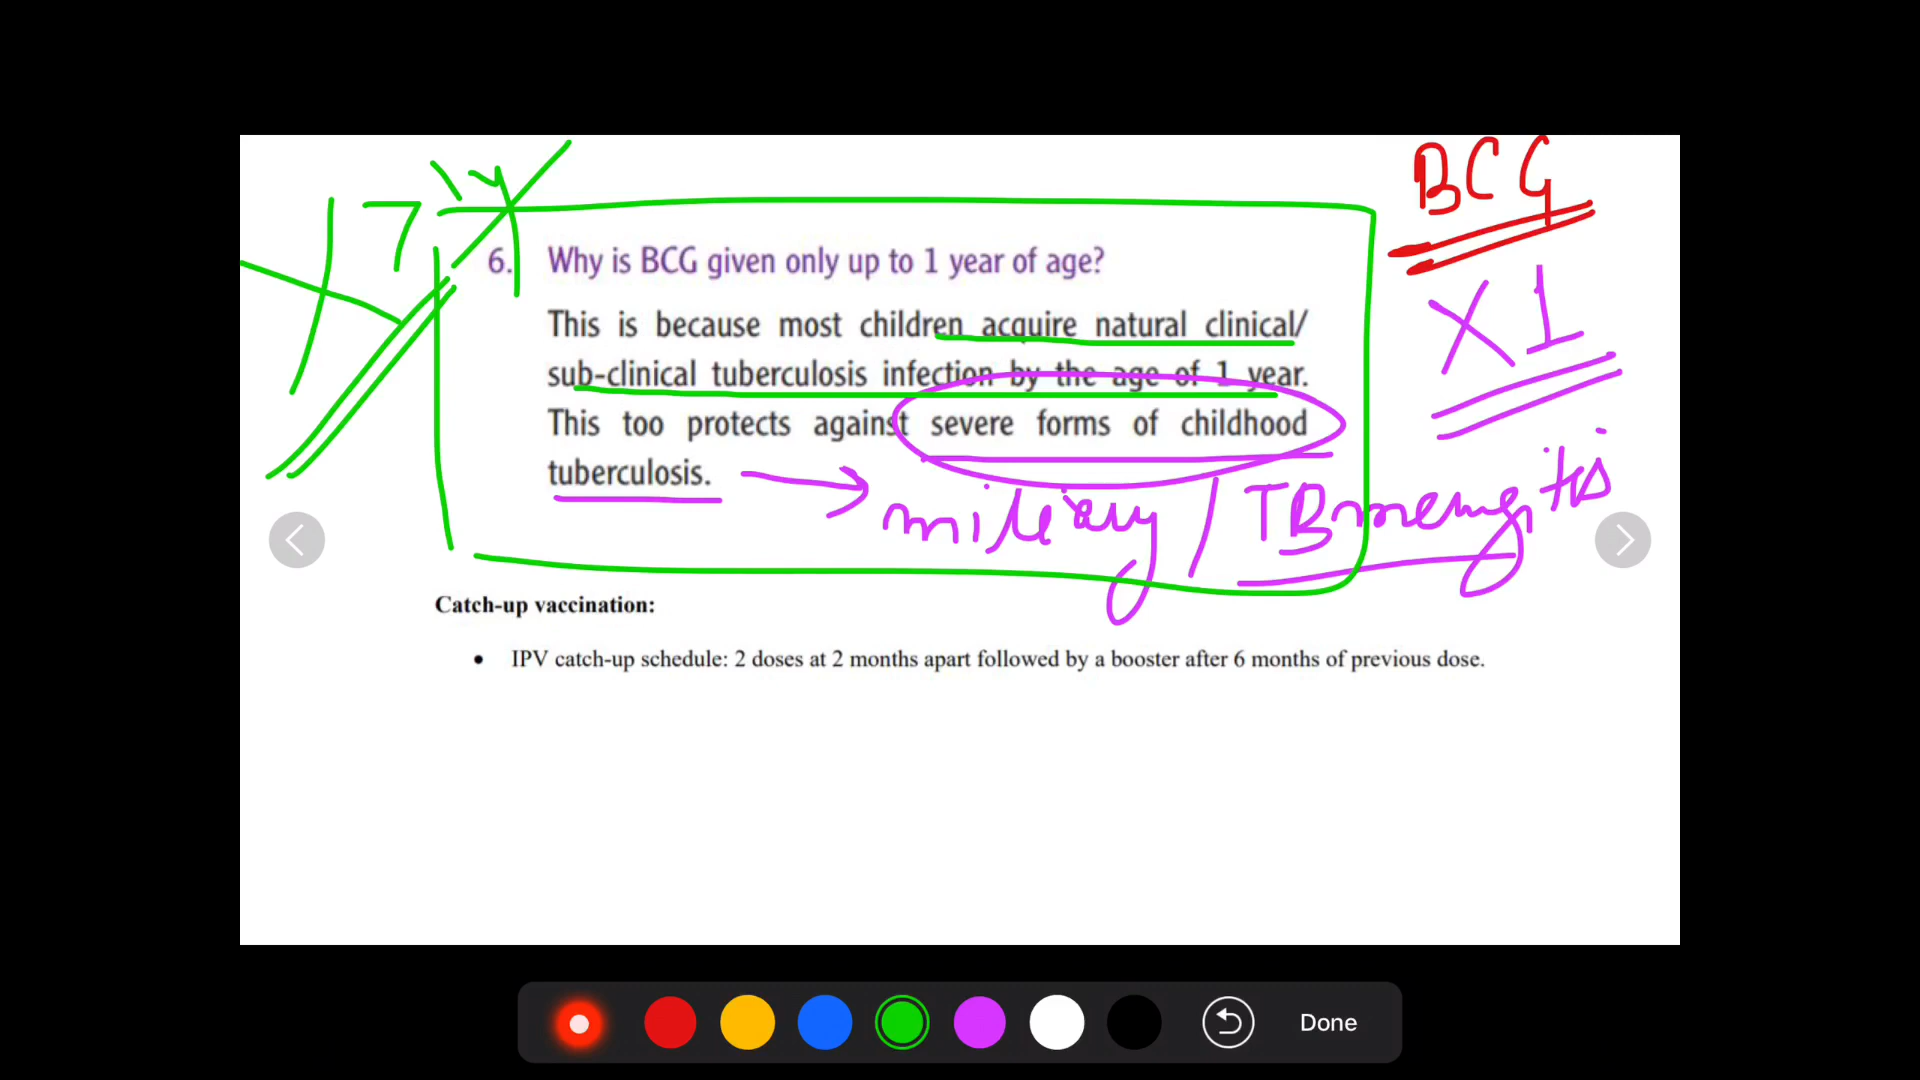 BCG
6. Why is BCG given only up to 1 year of age?
X1
This is because most children acquire natural clinical/
sub-clinical tuberculosis infection by the age of 1 year.
This too protects against severe forms of childhood
tuberculosis.
/ TB
Catch-up vaccination:
• IPV catch-up schedule: 2 doses at 2 months apart followed by a booster after 6 months of previous dose.
Done